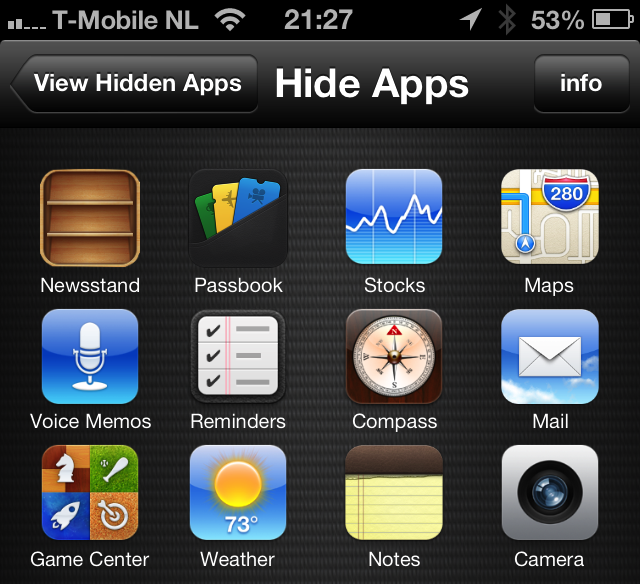 T-Mobile NL 21:27 53%
View Hidden Apps Hide Apps info
280
Newsstand Passbook Stocks Maps
Voice Memos Reminders Compass Mail
73°
Game Center Weather Notes Camera